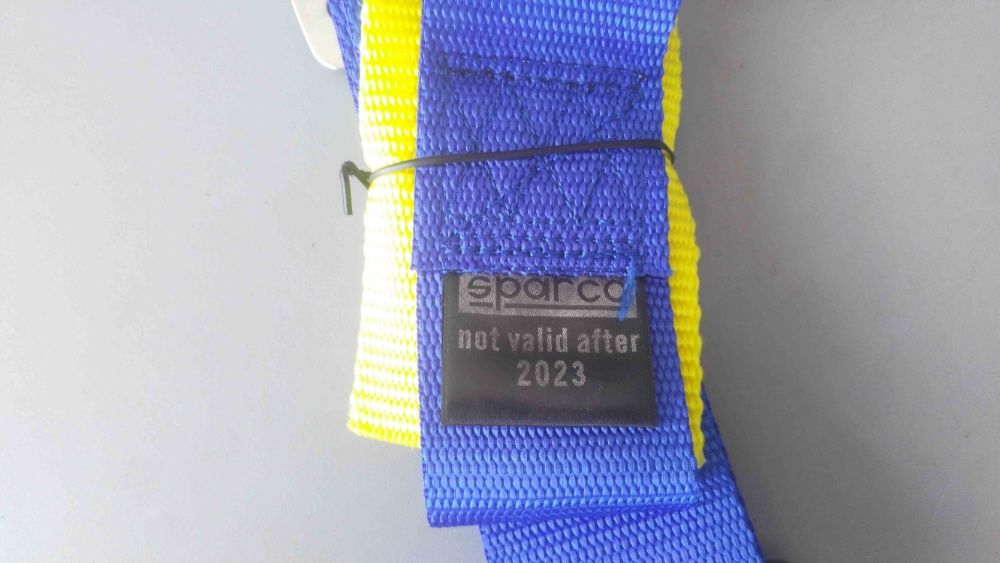 sparco
not valid after
2023